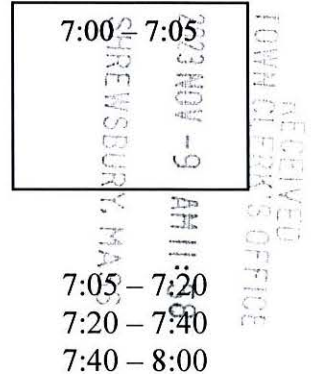 7:00 – 7:05
7:05 – 7:20
7:20 – 7:40
7:40 – 8:00
RECEIVED
TOWN CLERK'S OFFICE
2023 NOV -9 AM 11:
SHREWSBURY, MASS